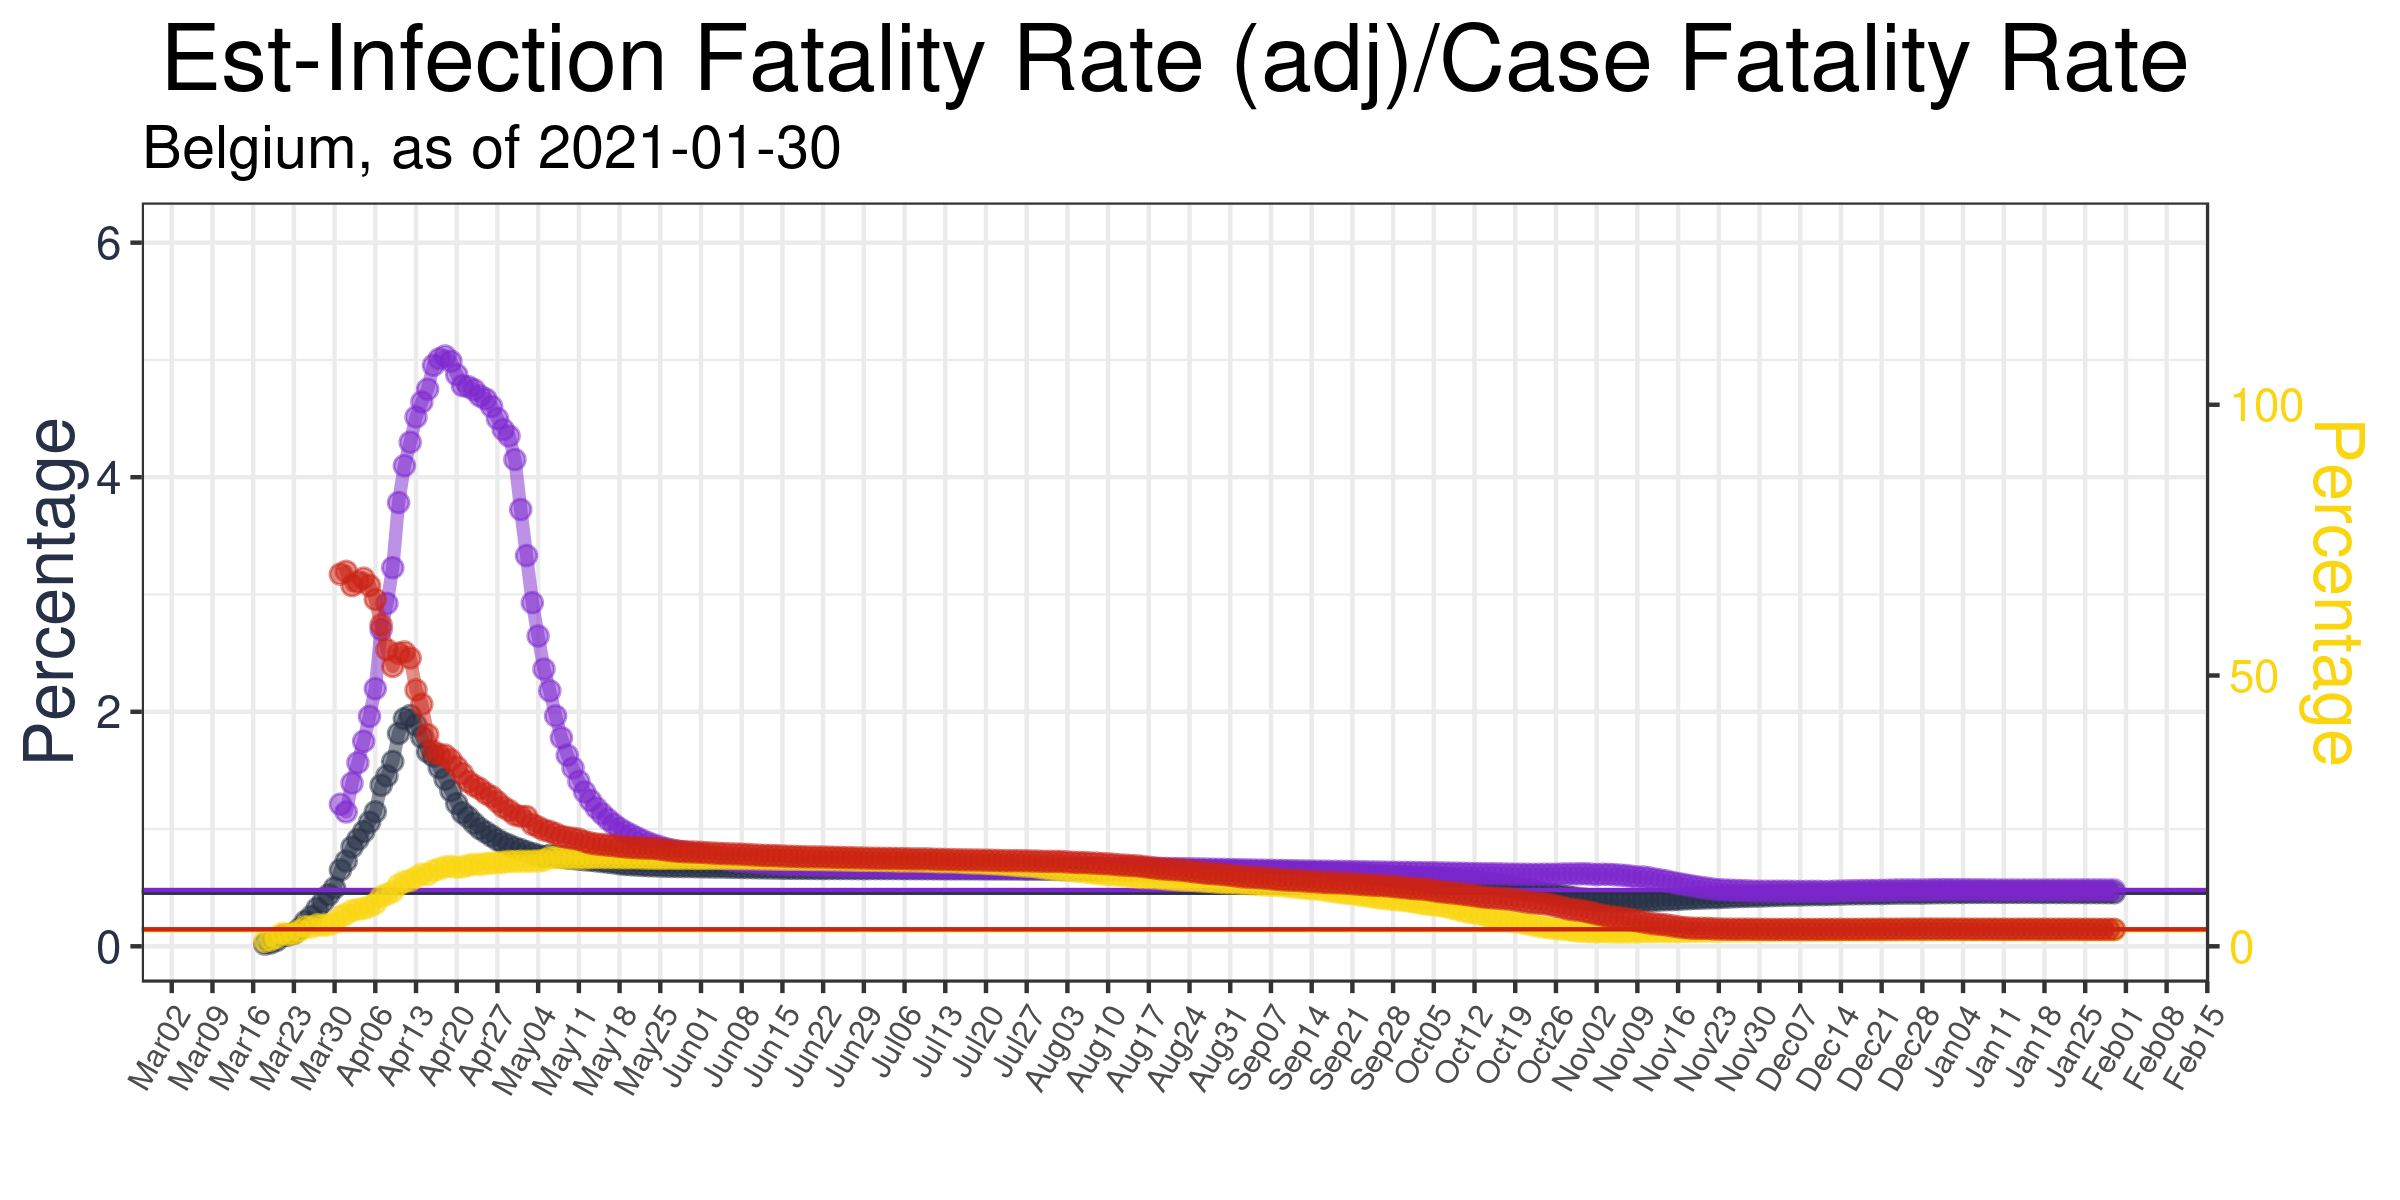 Est-Infection Fatality Rate (adj)/Case Fatality Rate
Belgium, as of 2021-01-30
Percentage
6
4
2
0
100
50
0
Percentage
Mar02
Mar09
Mar16
Mar23
Mar30
Apr06
Apr13
Apr20
Apr27
May04
May11
May18
May25
Jun01
Jun08
Jun15
Jun22
Jun29
Jul06
Jul13
Jul20
Jul27
Aug03
Aug10
Aug17
Aug24
Aug31
Sep07
Sep14
Sep21
Sep28
Oct05
Oct12
Oct19
Oct26
Nov02
Nov09
Nov16
Nov23
Nov30
Dec07
Dec14
Dec21
Dec28
Jan04
Jan11
Jan18
Jan25
Feb01
Feb08
Feb15